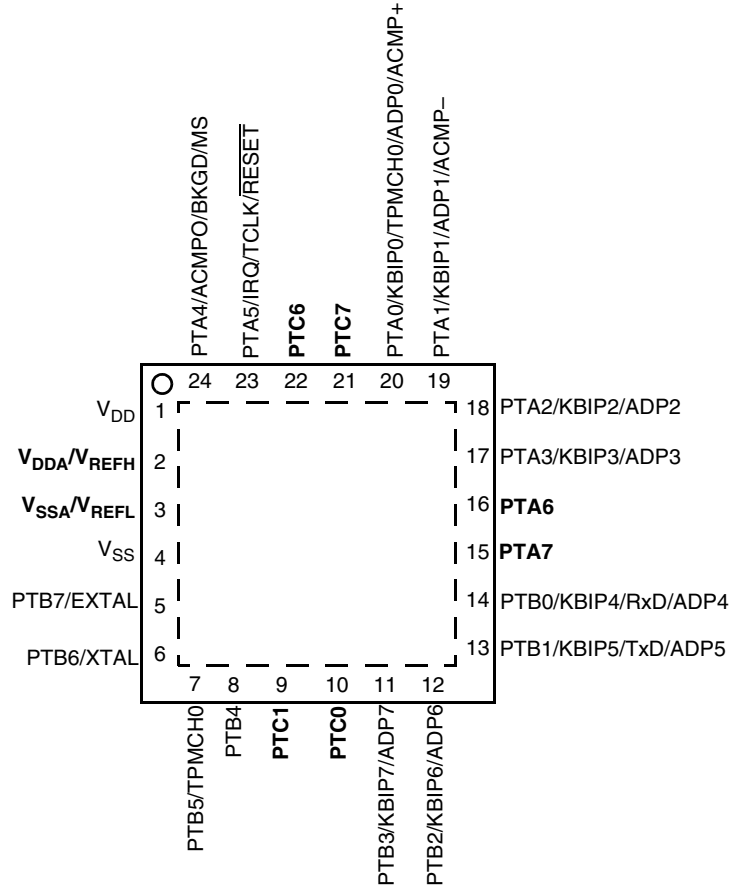 PTA4/ACMPO/BKGD/MS
PTA5/IRQ/TCLK/RESET
PTC6
PTC7
PTA0/KBIP0/TPMCH0/ADP0/ACMP+
PTA1/KBIP1/ADP1/ACMP–
24 23 22 21 20 19
VDD 1
VDDA/VREFH 2
VSSA/VREFL 3
VSS 4
PTB7/EXTAL 5
PTB6/XTAL 6
18 PTA2/KBIP2/ADP2
17 PTA3/KBIP3/ADP3
16 PTA6
15 PTA7
14 PTB0/KBIP4/RxD/ADP4
13 PTB1/KBIP5/TxD/ADP5
7 8 9 10 11 12
PTB5/TPMCH0
PTB4
PTC1
PTC0
PTB3/KBIP7/ADP7
PTB2/KBIP6/ADP6